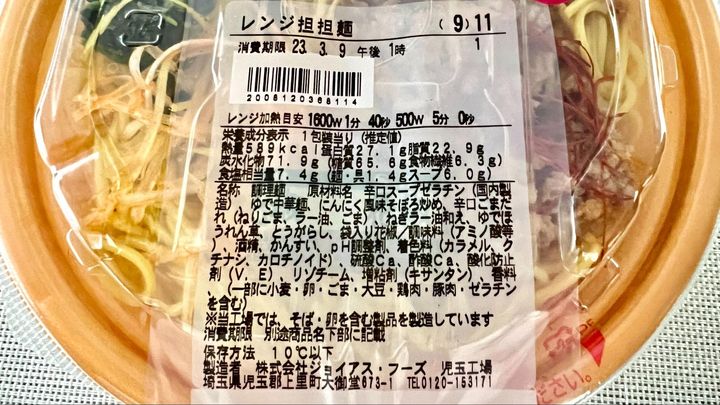 レンジ担担麺 (9)11
消費期限 23. 3. 9 午後 1時 1
2008120368114
レンジ加熱目安 1600W 1分 40秒 500W 5分 0秒
栄養成分表示 1包装当り(推定値)
熱量589kcal蛋白質27.1g脂質22.9g
炭水化物71.9g(糖質65.6g食物繊維6.3g)
食塩相当量7.4g(麺・具1.4gスープ6.0g)
名称 調理麺 原材料名 辛口スープゼラチン(国内製
造)、ゆで中華麺、にんにく風味そぼろ炒め、辛口ごまだ
れ(ねりごま、ラー油、ごま)、ねぎラー油和え、ゆでほ
うれん草、とうがらし、袋入り花椒/調味料(アミノ酸等
)、酒精、かんすい、pH調整剤、着色料(カラメル、ク
チナシ、カロチノイド)、硫酸Ca、酢酸Ca、酸化防止
剤(V.E)、リゾチーム、増粘剤(キサンタン)、香料
、(一部に小麦・卵・ごま・大豆・鶏肉・豚肉・ゼラチン
を含む)
※当工場では、そば・卵を含む製品を製造しています
消費期限 別途商品名下部に記載
保存方法 10℃以下
製造者 株式会社ジョイアス・フーズ 児玉工場
埼玉県児玉郡上里町大御堂673-1 TEL0120-153171
ださい。